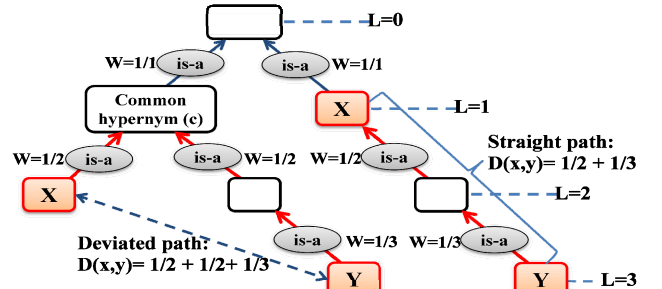 L=0
W=1/1 is-a is-a W=1/1
Common
hypernym (c)
X
L=1
Straight path:
D(x,y)= 1/2 + 1/3
W=1/2 is-a is-a W=1/2 W=1/2 is-a
X
L=2
Deviated path:
D(x,y)= 1/2 + 1/2+ 1/3
is-a W=1/3 W=1/3 is-a
Y Y
L=3